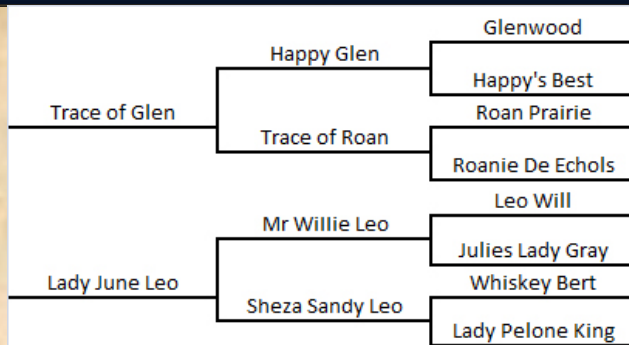 Glenwood
Happy Glen
Happy's Best
Trace of Glen
Roan Prairie
Trace of Roan
Roanie De Echols
Leo Will
Mr Willie Leo
Julies Lady Gray
Lady June Leo
Whiskey Bert
Sheza Sandy Leo
Lady Pelone King